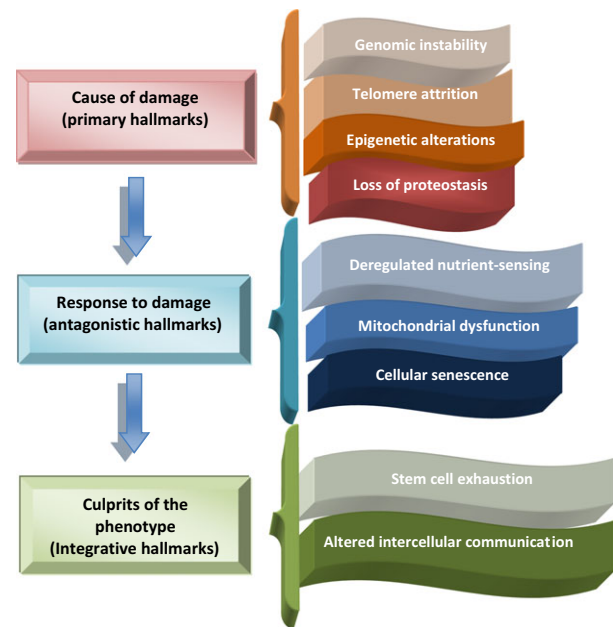 Cause of damage
(primary hallmarks)
Genomic instability
Telomere attrition
Epigenetic alterations
Loss of proteostasis
Response to damage
(antagonistic hallmarks)
Deregulated nutrient-sensing
Mitochondrial dysfunction
Cellular senescence
Culprits of the
phenotype
(Integrative hallmarks)
Stem cell exhaustion
Altered intercellular communication